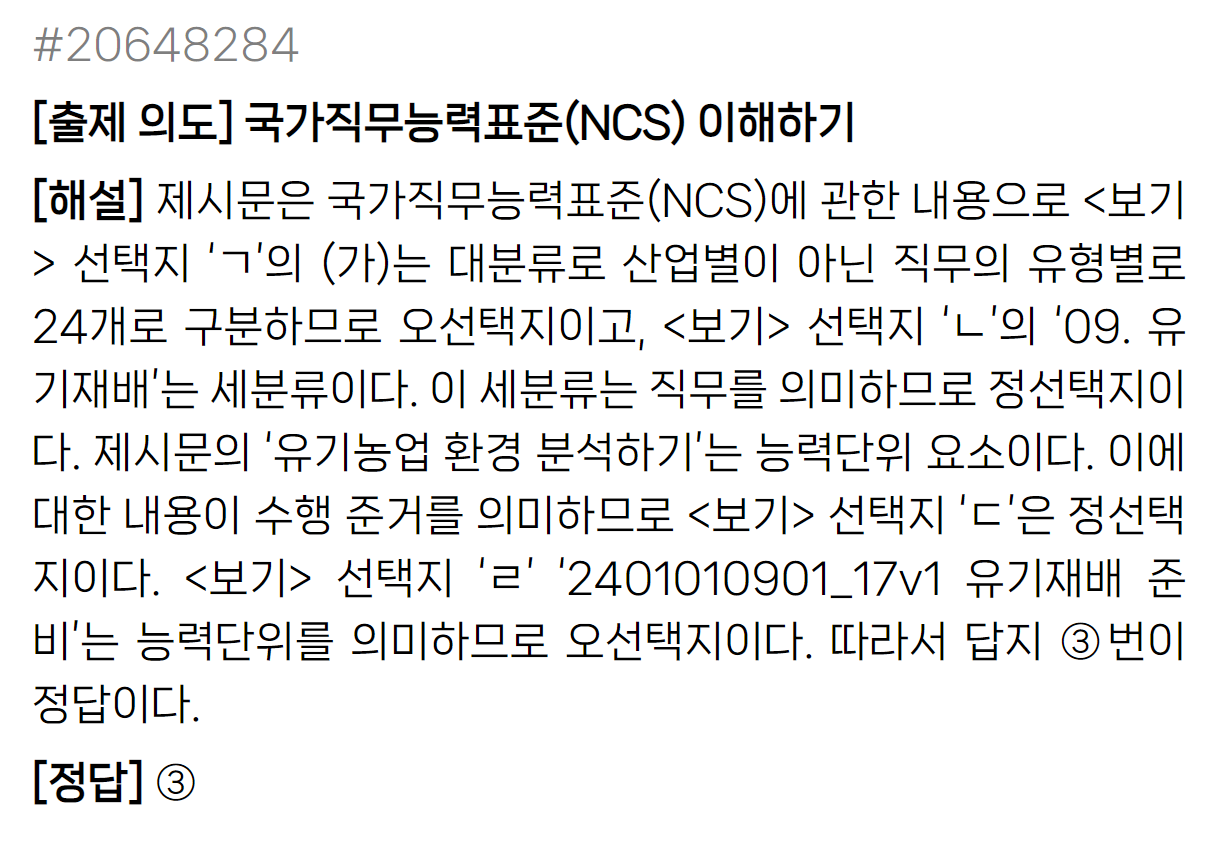 #20648284
[출제 의도] 국가직무능력표준(NCS) 이해하기
[해설] 제시문은 국가직무능력표준(NCS)에 관한 내용으로 <보기
> 선택지 ‘ㄱ’의 (가)는 대분류로 산업별이 아닌 직무의 유형별로
24개로 구분하므로 오선택지이고, <보기> 선택지 ‘ㄴ’의 ‘09. 유
기재배’는 세분류이다. 이 세분류는 직무를 의미하므로 정선택지이
다. 제시문의 ‘유기농업 환경 분석하기’는 능력단위 요소이다. 이에
대한 내용이 수행 준거를 의미하므로 <보기> 선택지 ‘ㄷ’은 정선택
지이다. <보기> 선택지 ‘ㄹ’ ‘2401010901_17v1 유기재배 준
비’는 능력단위를 의미하므로 오선택지이다. 따라서 답지 ③번이
정답이다.
[정답] ③